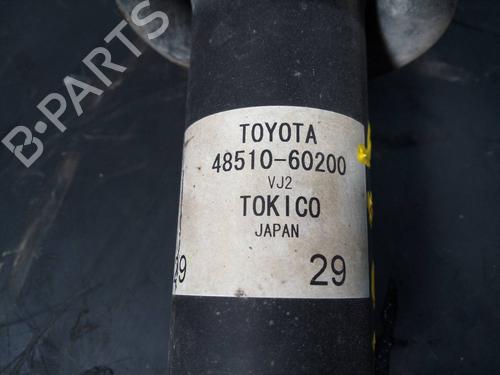 B-PARTS
TOYOTA
48510-60200
VJ2
TOKICO
JAPAN
29
29